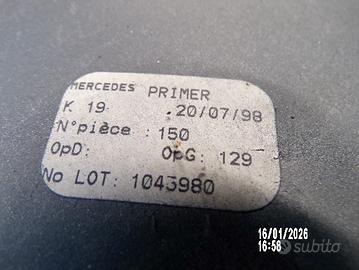 MERCEDES PRIMER
K 19 20/07/98
N°pièce : 150
OpD: OpG: 129
No LOT: 1043980
16/01/2026
16:58 subito